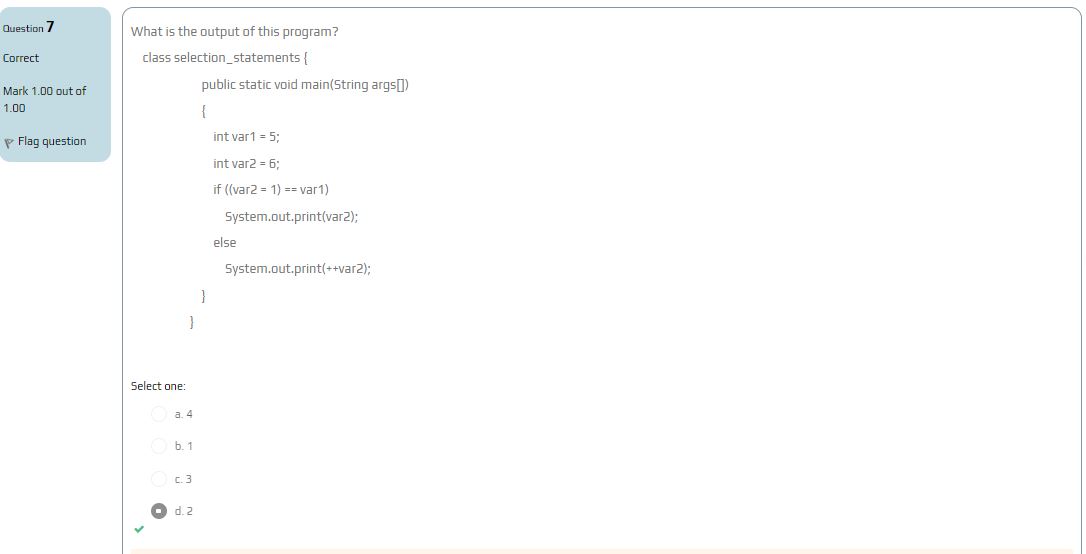 Question 7
Correct
Mark 1.00 out of
1.00
Flag question
What is the output of this program?
class selection_statements {
public static void main(String args[])
{
int var1 = 5;
int var2 = 6;
if ((var2 = 1) == var1)
System.out.print(var2);
else
System.out.print(++var2);
}
}
Select one:
a. 4
b. 1
c. 3
d. 2